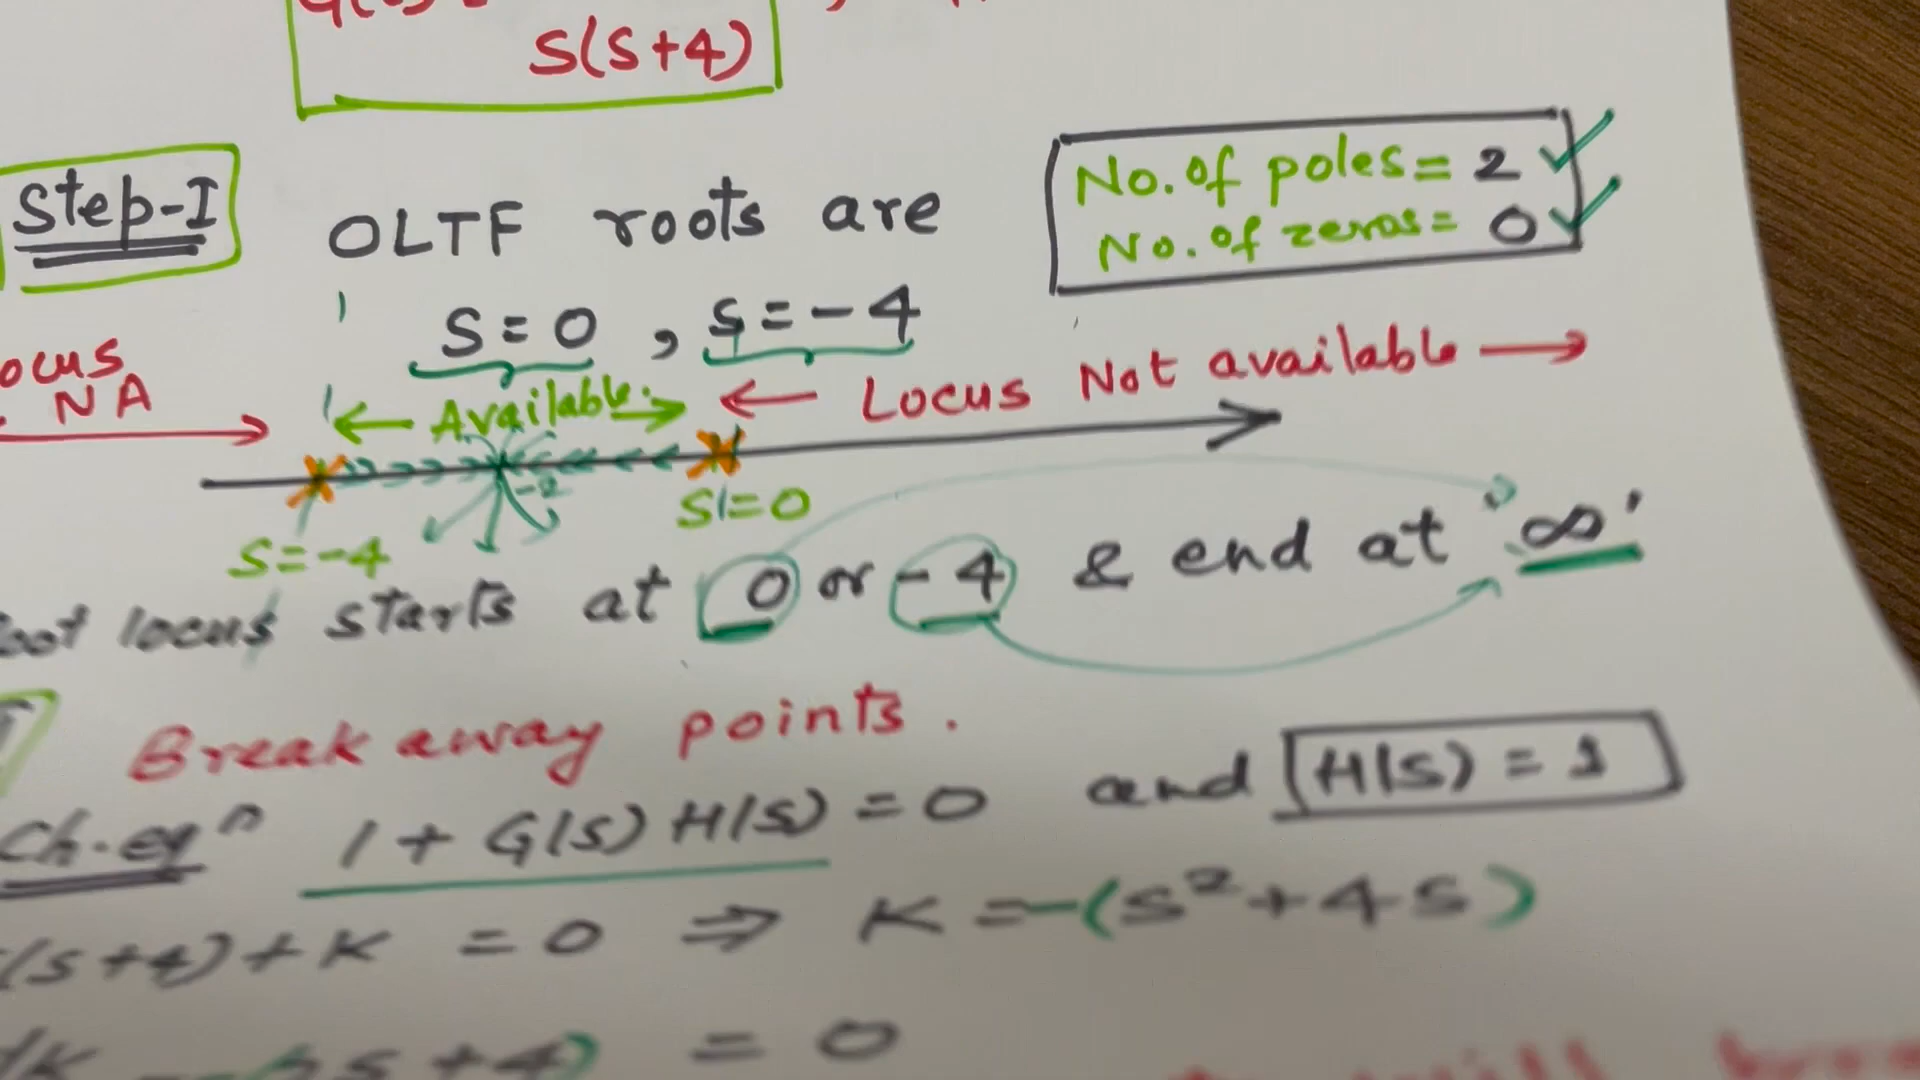 S(S+4)
Step-I
OLTF roots are
No. of poles = 2
No. of zeros = 0
S=0 , S=-4
NA
Available.
Locus Not available
-2
S=-4
S=0
locus starts at 0 or -4 & end at '∞'
Break away points.
Ch. eqn 1 + G(S) H(S) = 0 and H(S) = 1
(S+4)+K = 0 ⇒ K = -(S²+4S)
= 0